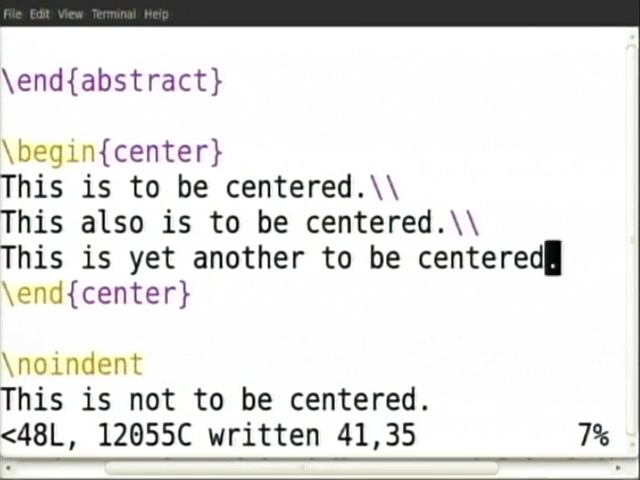 File Edit View Terminal Help
\end{abstract}
\begin{center}
This is to be centered.\\
This also is to be centered.\\
This is yet another to be centered.
\end{center}
\noindent
This is not to be centered.
<48L, 12055C written 41,35 7%